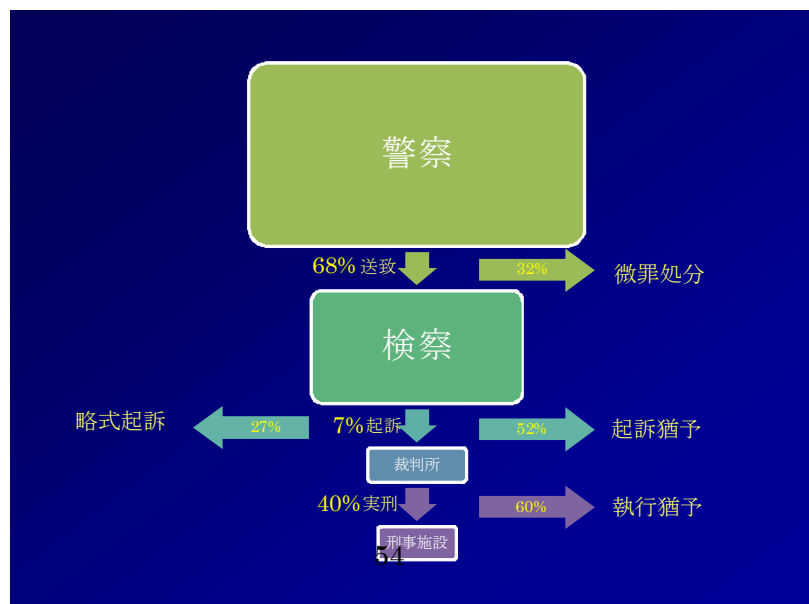 警察
68% 送致
32%
微罪処分
検察
略式起訴
27%
7%起訴
52%
起訴猶予
裁判所
40%実刑
60%
執行猶予
刑事施設
54